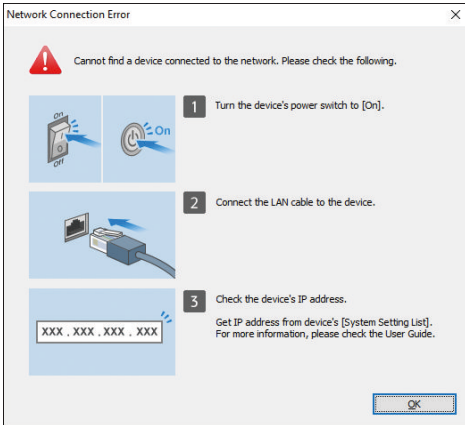 Network Connection Error
Cannot find a device connected to the network. Please check the following.
On
Off
On
1 Turn the device's power switch to [On].
2 Connect the LAN cable to the device.
3 Check the device's IP address.
Get IP address from device's [System Setting List].
For more information, please check the User Guide.
XXX . XXX . XXX . XXX
OK